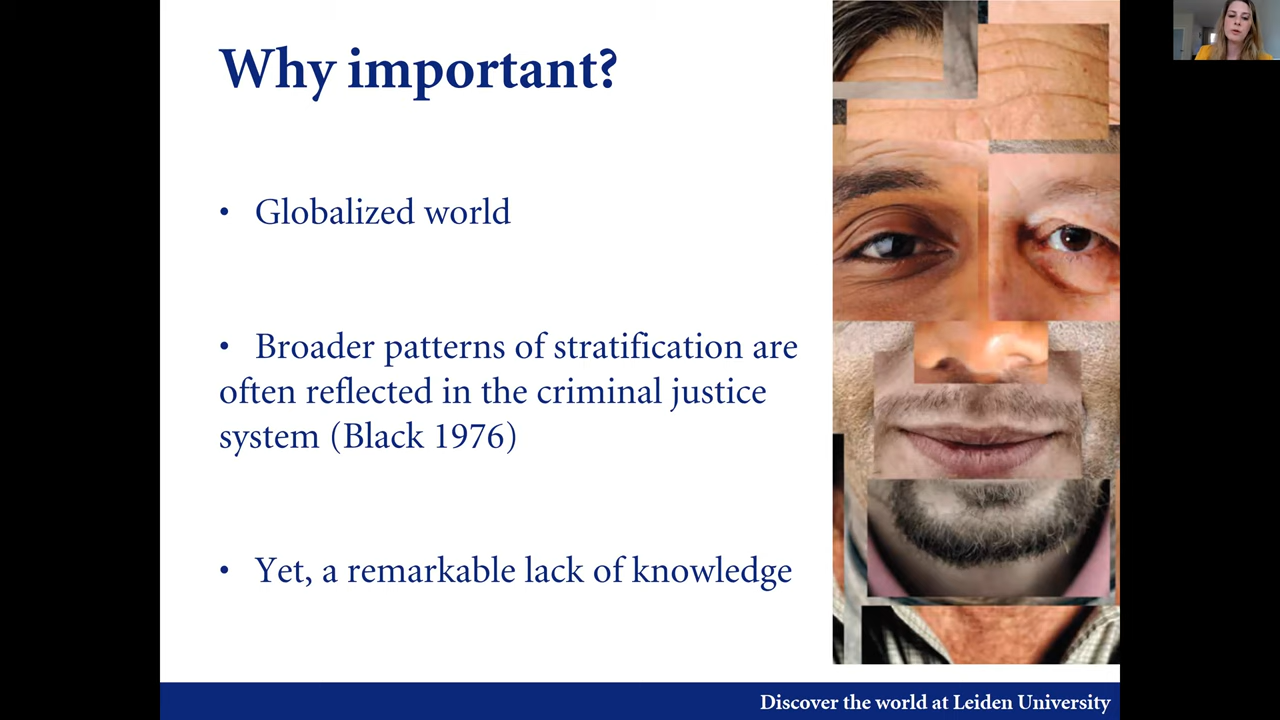 Why important?
• Globalized world
• Broader patterns of stratification are
often reflected in the criminal justice
system (Black 1976)
• Yet, a remarkable lack of knowledge
Discover the world at Leiden University